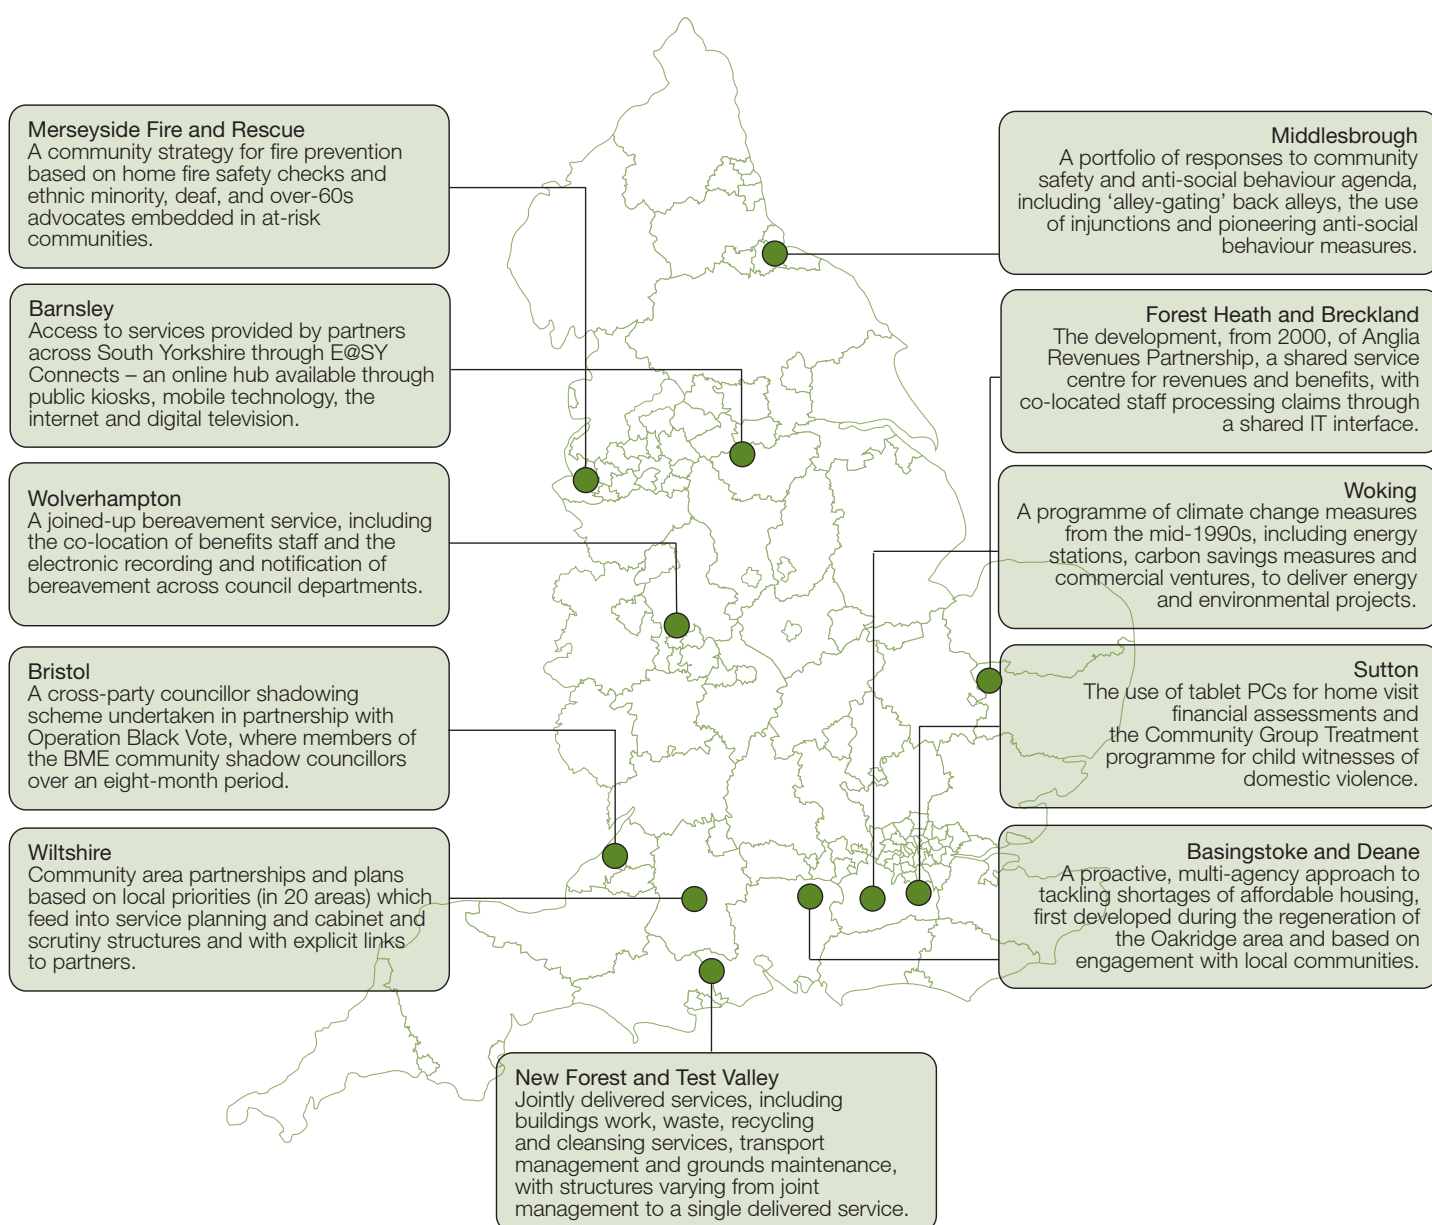 Merseyside Fire and Rescue
A community strategy for fire prevention
based on home fire safety checks and
ethnic minority, deaf, and over-60s
advocates embedded in at-risk
communities.
Barnsley
Access to services provided by partners
across South Yorkshire through E@SY
Connects – an online hub available through
public kiosks, mobile technology, the
internet and digital television.
Wolverhampton
A joined-up bereavement service, including
the co-location of benefits staff and the
electronic recording and notification of
bereavement across council departments.
Bristol
A cross-party councillor shadowing
scheme undertaken in partnership with
Operation Black Vote, where members of
the BME community shadow councillors
over an eight-month period.
Wiltshire
Community area partnerships and plans
based on local priorities (in 20 areas) which
feed into service planning and cabinet and
scrutiny structures and with explicit links
to partners.
New Forest and Test Valley
Jointly delivered services, including
buildings work, waste, recycling
and cleansing services, transport
management and grounds maintenance,
with structures varying from joint
management to a single delivered service.
Middlesbrough
A portfolio of responses to community
safety and anti-social behaviour agenda,
including ‘alley-gating’ back alleys, the use
of injunctions and pioneering anti-social
behaviour measures.
Forest Heath and Breckland
The development, from 2000, of Anglia
Revenues Partnership, a shared service
centre for revenues and benefits, with
co-located staff processing claims through
a shared IT interface.
Woking
A programme of climate change measures
from the mid-1990s, including energy
stations, carbon savings measures and
commercial ventures, to deliver energy
and environmental projects.
Sutton
The use of tablet PCs for home visit
financial assessments and
the Community Group Treatment
programme for child witnesses of
domestic violence.
Basingstoke and Deane
A proactive, multi-agency approach to
tackling shortages of affordable housing,
first developed during the regeneration of
the Oakridge area and based on
engagement with local communities.